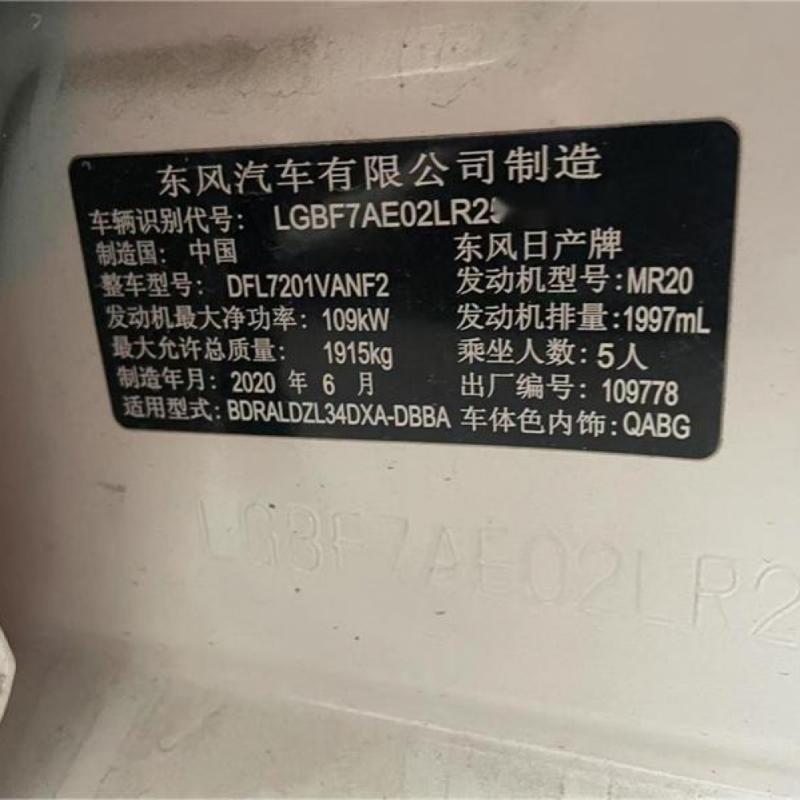 东风汽车有限公司制造
车辆识别代号: LGBF7AE02LR25
制造国: 中国 东风日产牌
整车型号: DFL7201VANF2 发动机型号:MR20
发动机最大净功率: 109kW 发动机排量:1997mL
最大允许总质量: 1915kg 乘坐人数: 5人
制造年月: 2020 年 6 月 出厂编号: 109778
适用型式: BDRALDZL34DXA-DBBA 车体色内饰:QABG
LGBF7AE02LR2